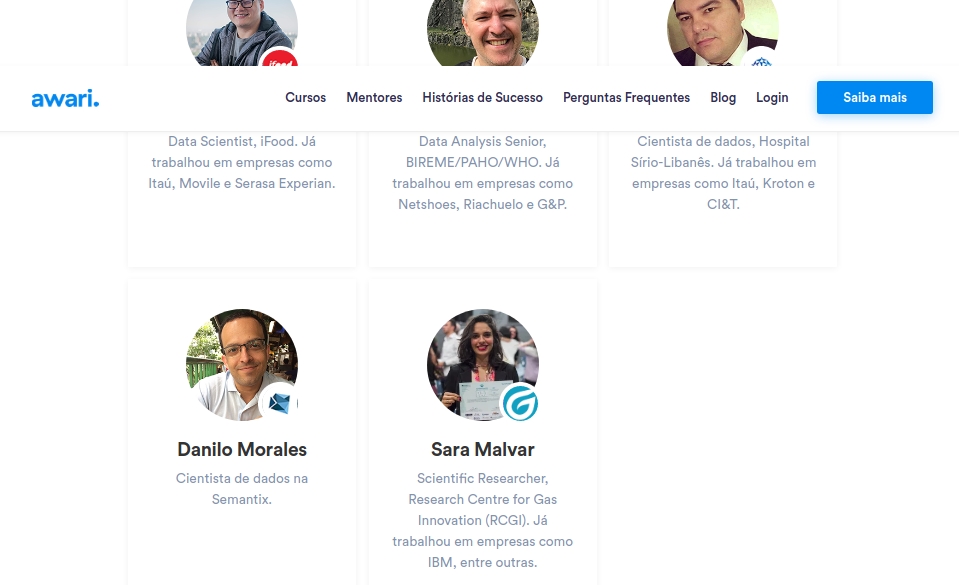 ifood
awari.
Cursos
Mentores
Histórias de Sucesso
Perguntas Frequentes
Blog
Login
Saiba mais
Data Scientist, iFood. Já
trabalhou em empresas como
Itaú, Movile e Serasa Experian.
Data Analysis Senior,
BIREME/PAHO/WHO. Já
trabalhou em empresas como
Netshoes, Riachuelo e G&P.
Cientista de dados, Hospital
Sírio-Libanês. Já trabalhou em
empresas como Itaú, Kroton e
CI&T.
Danilo Morales
Cientista de dados na
Semantix.
Sara Malvar
Scientific Researcher,
Research Centre for Gas
Innovation (RCGI). Já
trabalhou em empresas como
IBM, entre outras.